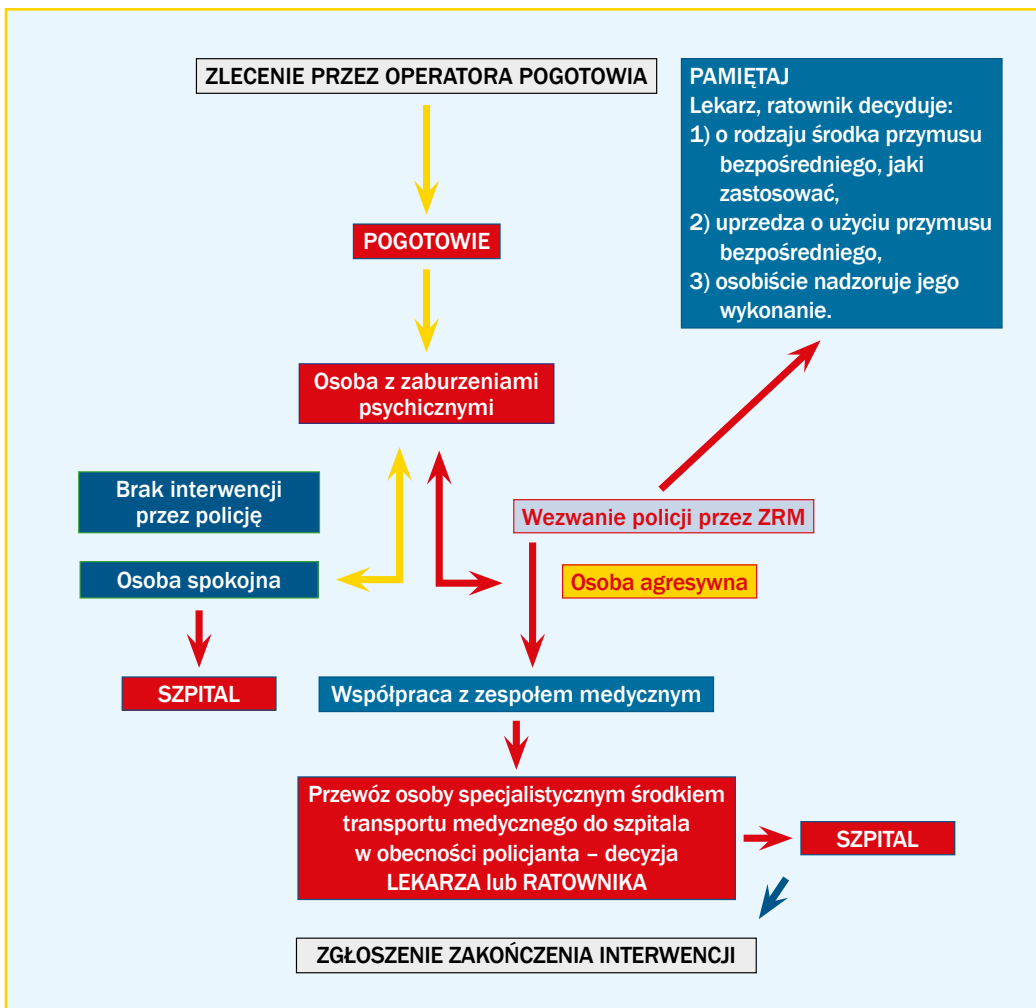 ZLECENIE PRZEZ OPERATORA POGOTOWIA
PAMIĘTAJ
Lekarz, ratownik decyduje:
1) o rodzaju środka przymusu
bezpośredniego, jaki
zastosować,
2) uprzedza o użyciu przymusu
bezpośredniego,
3) osobiście nadzoruje jego
wykonanie.
POGOTOWIE
Osoba z zaburzeniami
psychicznymi
Brak interwencji
przez policję
Wezwanie policji przez ZRM
Osoba spokojna
Osoba agresywna
SZPITAL
Współpraca z zespołem medycznym
Przewóz osoby specjalistycznym środkiem
transportu medycznego do szpitala
w obecności policjanta – decyzja
LEKARZA lub RATOWNIKA
SZPITAL
ZGŁOSZENIE ZAKOŃCZENIA INTERWENCJI